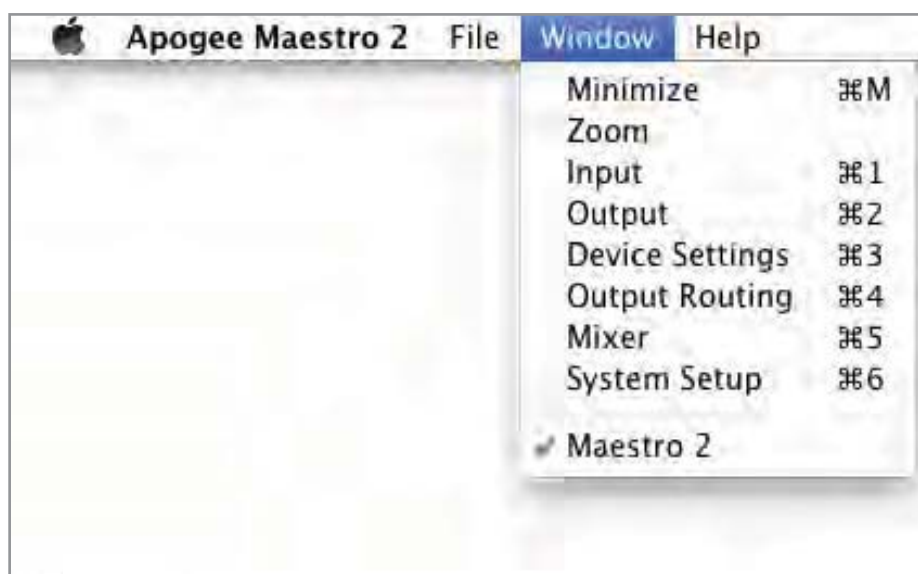 Apogee Maestro 2 File Window Help
Minimize ⌘M
Zoom
Input ⌘1
Output ⌘2
Device Settings ⌘3
Output Routing ⌘4
Mixer ⌘5
System Setup ⌘6
✓ Maestro 2